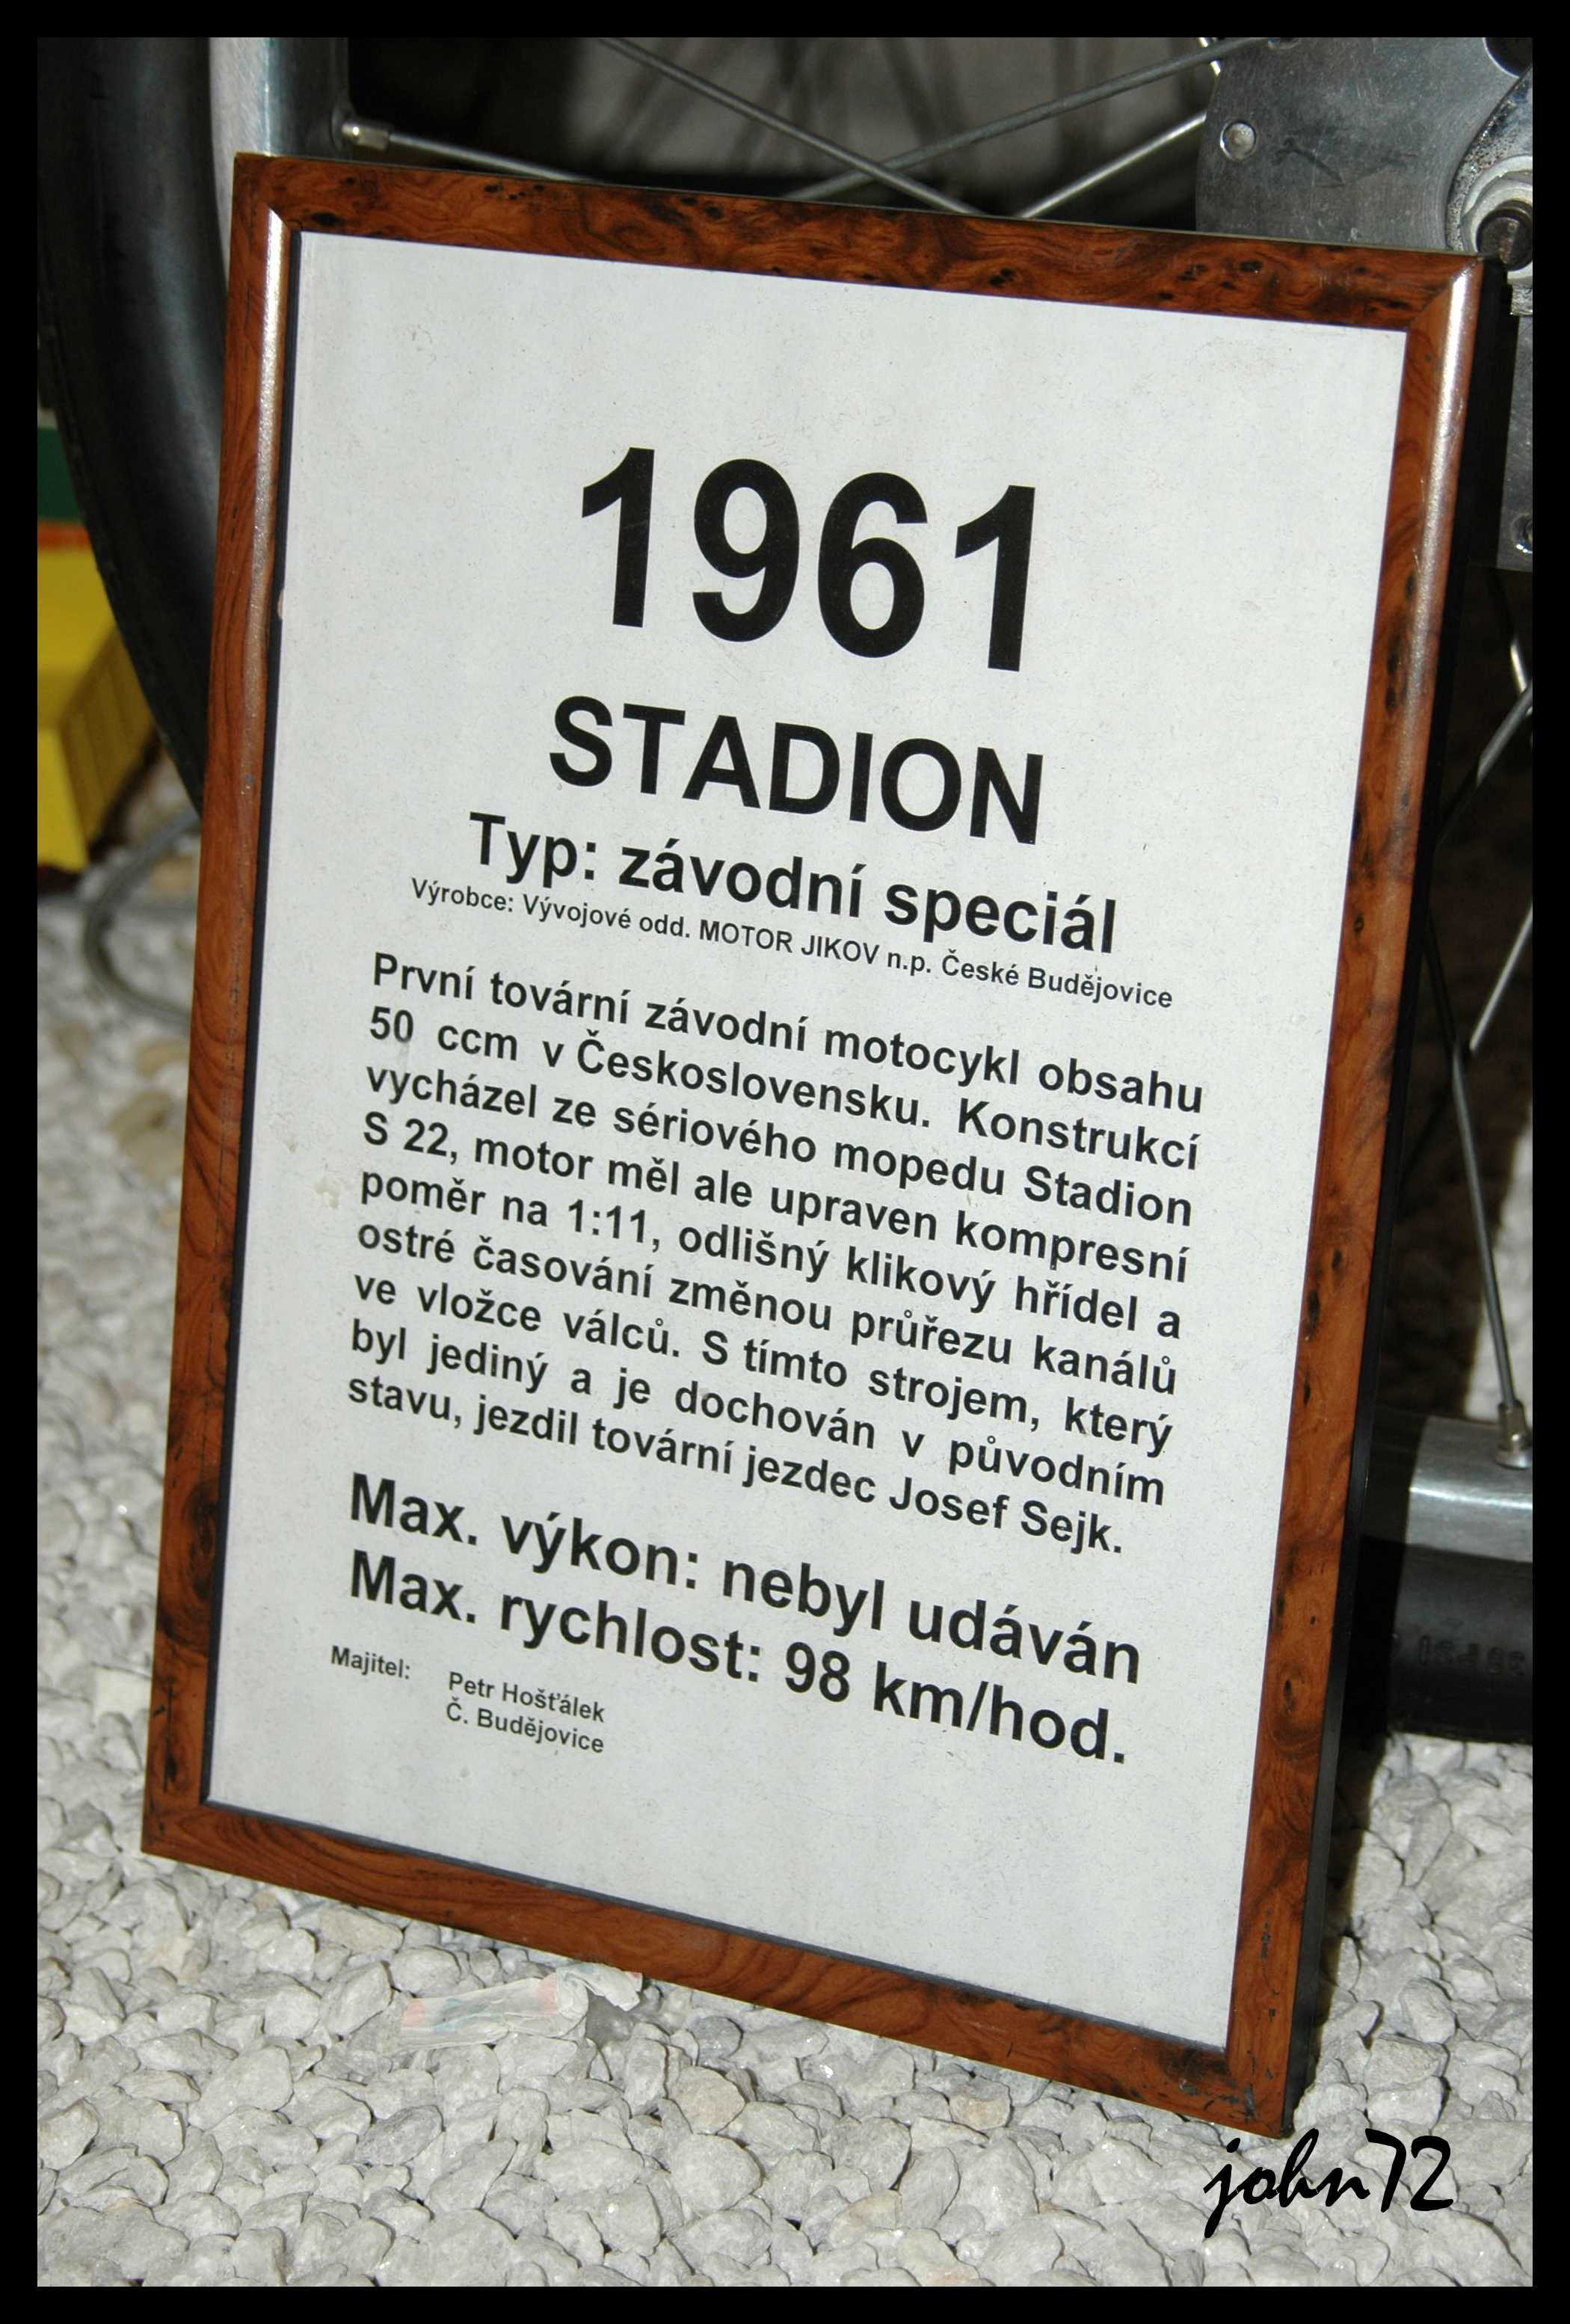 1961
STADION
Typ: závodní speciál
Výrobce: Vývojové odd. MOTOR JIKOV n.p. České Budějovice
První tovární závodní motocykl obsahu
50 ccm v Československu. Konstrukcí
vycházel ze sériového mopedu Stadion
S 22, motor měl ale upraven kompresní
poměr na 1:11, odlišný klikový hřídel a
ostré časování změnou průřezu kanálů
ve vložce válců. S tímto strojem, který
byl jediný a je dochován v původním
stavu, jezdil tovární jezdec Josef Sejk.
Max. výkon: nebyl udáván
Max. rychlost: 98 km/hod.
Majitel: Petr Hošťálek
Č. Budějovice
john72